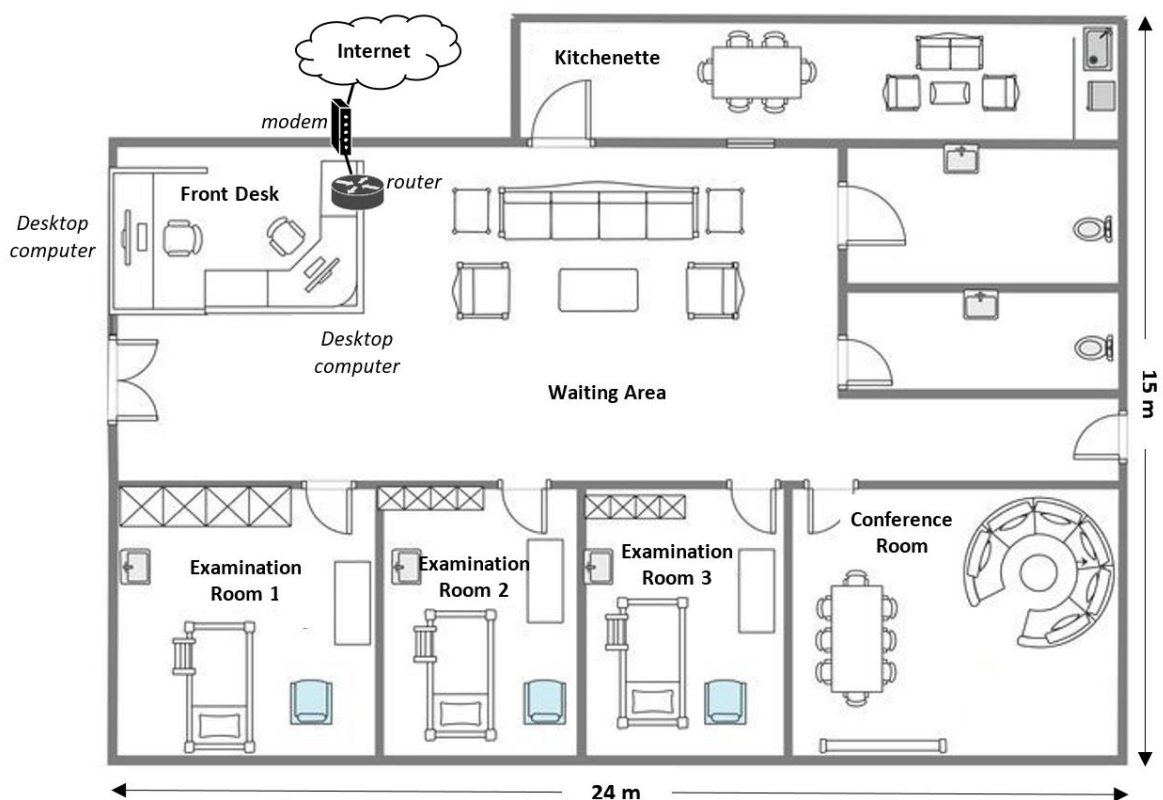 Internet
Kitchenette
modem
Front Desk
router
Desktop
computer
Desktop
computer
Waiting Area
15 m
Conference
Room
Examination
Room 1
Examination
Room 2
Examination
Room 3
24 m